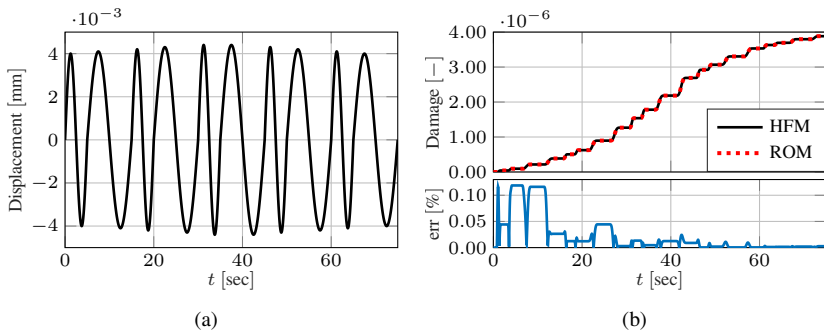 ·10⁻³
4
2
0
−2
−4
Displacement [mm]
0
20
40
60
t [sec]
(a)
·10⁻⁶
4.00
3.00
2.00
1.00
0.00
Damage [−]
HFM
ROM
0.10
0.05
0.00
err [%]
0
20
40
60
t [sec]
(b)